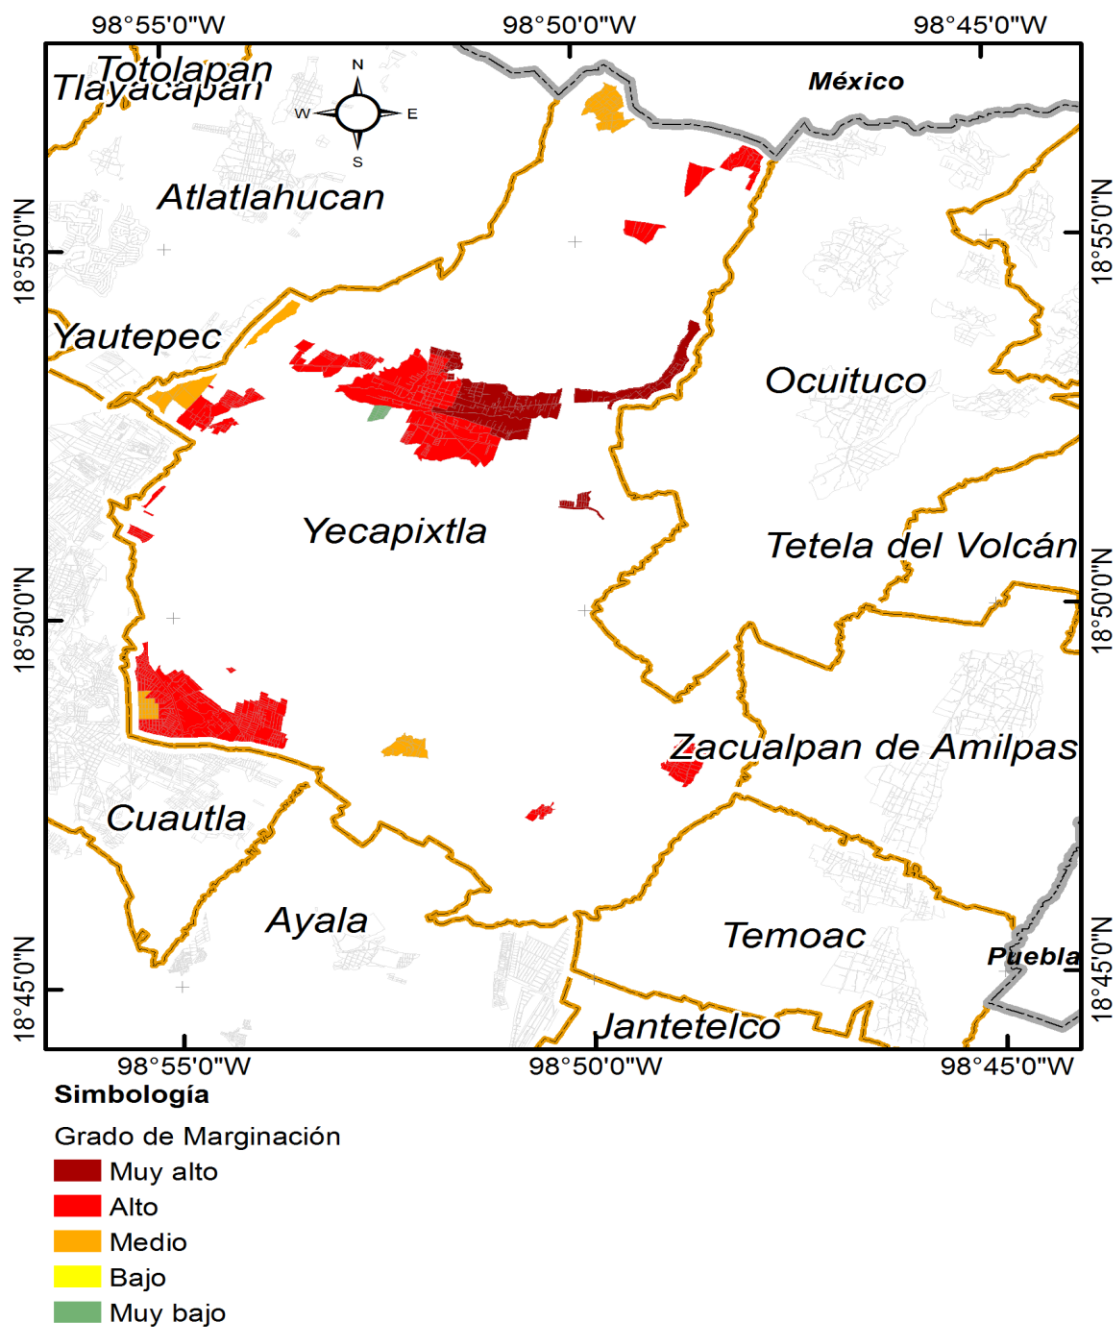 98°55'0"W 98°50'0"W 98°45'0"W
Totolapan
Tlayacapan
México
N
W E
S
Atlatlahucan
18°55'0"N
18°55'0"N
Yautepec
Ocuituco
Yecapixtla
Tetela del Volcán
18°50'0"N
18°50'0"N
Zacualpan de Amilpas
Cuautla
Ayala
Temoac
Puebla
18°45'0"N
18°45'0"N
Jantetelco
98°55'0"W 98°50'0"W 98°45'0"W
Simbología
Grado de Marginación
Muy alto
Alto
Medio
Bajo
Muy bajo